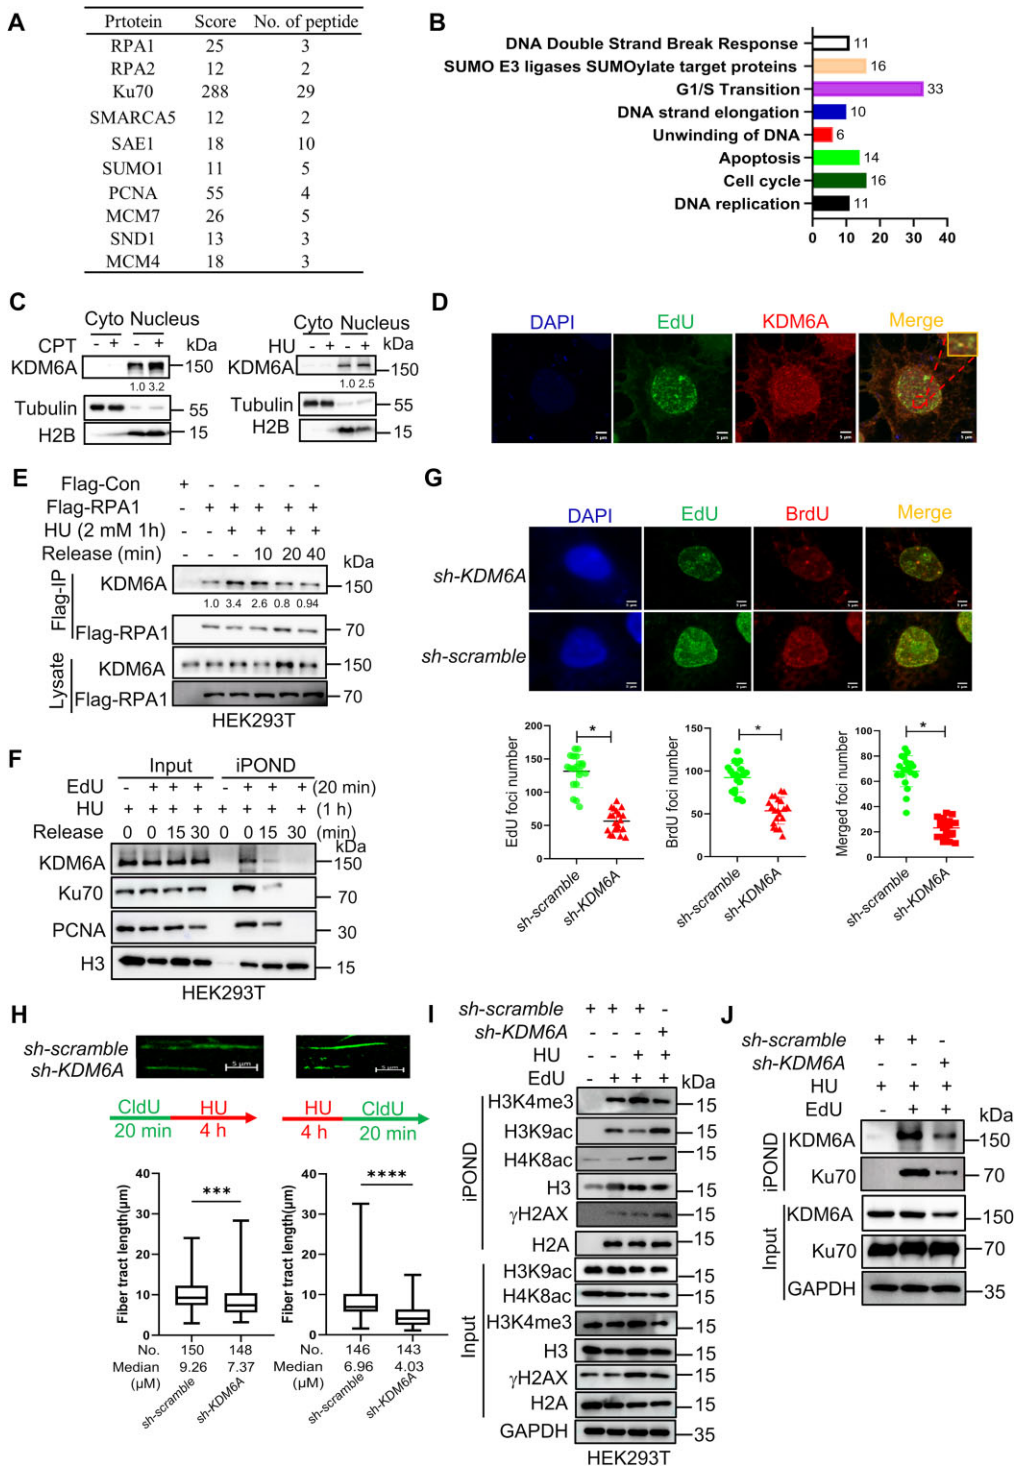 A
Prtotein Score No. of peptide
RPA1 25 3
RPA2 12 2
Ku70 288 29
SMARCA5 12 2
SAE1 18 10
SUMO1 11 5
PCNA 55 4
MCM7 26 5
SND1 13 3
MCM4 18 3
B
DNA Double Strand Break Response 11
SUMO E3 ligases SUMOylate target proteins 16
G1/S Transition 33
DNA strand elongation 10
Unwinding of DNA 6
Apoptosis 14
Cell cycle 16
DNA replication 11
0 10 20 30 40
C
Cyto Nucleus
CPT - + - + kDa
KDM6A 150
1.0 3.2
Tubulin 55
H2B 15
Cyto Nucleus
HU - + - + kDa
KDM6A 150
1.0 2.5
Tubulin 55
H2B 15
D
DAPI EdU KDM6A Merge
5 μm 5 μm 5 μm 5 μm
E
Flag-Con + - - - - -
Flag-RPA1 - + + + + +
HU (2 mM 1h) - - + + + +
Release (min) - - - 10 20 40
kDa
Flag-IP
KDM6A 150
1.0 3.4 2.6 0.8 0.94
Flag-RPA1 70
Lysate
KDM6A 150
Flag-RPA1 70
HEK293T
F
Input iPOND
EdU - + + + - + + + (20 min)
HU + + + + + + + + (1 h)
Release 0 0 15 30 0 0 15 30 (min)
kDa
KDM6A 150
Ku70 70
PCNA 30
H3 15
HEK293T
G
DAPI EdU BrdU Merge
sh-KDM6A
sh-scramble
EdU foci number
200
150
100
50
0
*
sh-scramble sh-KDM6A
BrdU foci number
150
100
50
0
*
sh-scramble sh-KDM6A
Merged foci number
100
80
60
40
20
0
*
sh-scramble sh-KDM6A
H
sh-scramble
sh-KDM6A
5 μm 5 μm
CldU HU
20 min 4 h
HU CldU
4 h 20 min
Fiber tract length(μm)
40
30
20
10
0
***
No. 150 148
Median 9.26 7.37
(μM)
sh-scramble sh-KDM6A
Fiber tract length(μm)
40
30
20
10
0
****
No. 146 143
Median 6.96 4.03
(μM)
sh-scramble sh-KDM6A
I
sh-scramble + + + -
sh-KDM6A - - - +
HU - - + +
EdU - + + + kDa
iPOND
H3K4me3 15
H3K9ac 15
H4K8ac 15
H3 15
γH2AX 15
H2A 15
Input
H3K9ac 15
H4K8ac 15
H3K4me3 15
H3 15
γH2AX 15
H2A 15
GAPDH 35
HEK293T
J
sh-scramble + + -
sh-KDM6A - - +
HU + + +
EdU - + + kDa
iPOND
KDM6A 150
Ku70 70
Input
KDM6A 150
Ku70 70
GAPDH 35